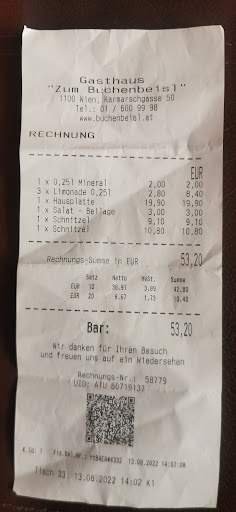 Gasthaus
"Zum Buchenbeisl"
1100 Wien, Karmarschgasse 50
Tel.: 01 / 600 99 98
www.buchenbeisl.at
RECHNUNG
EUR
1 x 0,25l Mineral 2,00 2,00
3 x Limonade 0,25l 2,80 8,40
1 x Hausplatte 19,90 19,90
1 x Salat - Beilage 3,00 3,00
1 x Schnitzel 9,10 9,10
1 x Schnitzel 10,80 10,80
Rechnungs-Summe in EUR 53,20
Satz Netto MWSt. Summe
EUR 10 38.91 3.89 42.80
EUR 20 8.67 1.73 10.40
Bar: 53,20
Wir danken für Ihren Besuch
und freuen uns auf ein Wiedersehen
Rechnungs-Nr.: 58779
UID: ATU 66719137
K.Id: 1 13.08.2022 14:02:08
Tisch 33, 13.08.2022 14:02 K1